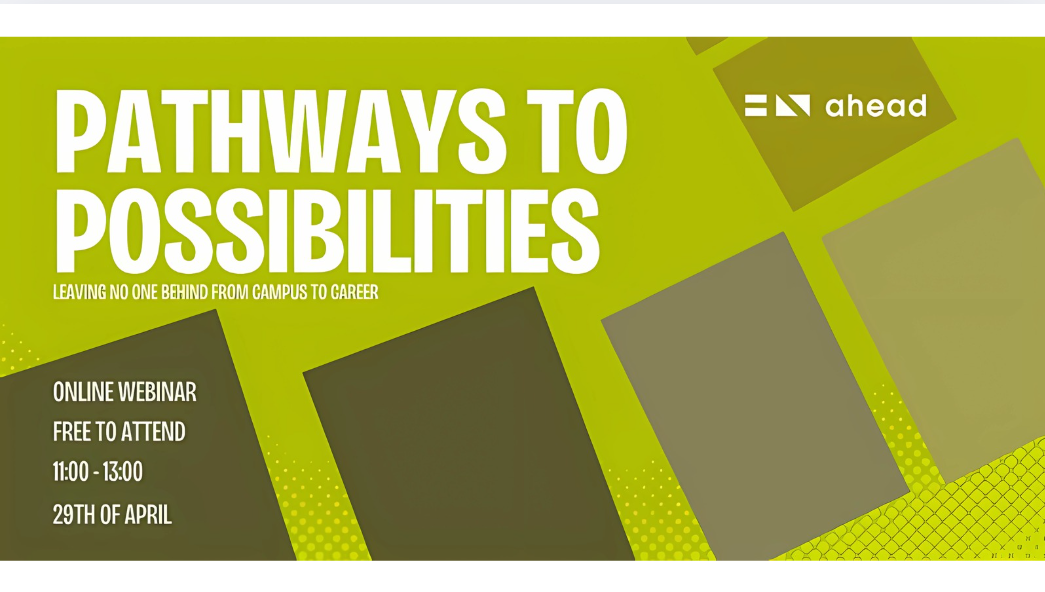 PATHWAYS TO
POSSIBILITIES
LEAVING NO ONE BEHIND FROM CAMPUS TO CAREER
ahead
ONLINE WEBINAR
FREE TO ATTEND
11:00 - 13:00
29TH OF APRIL